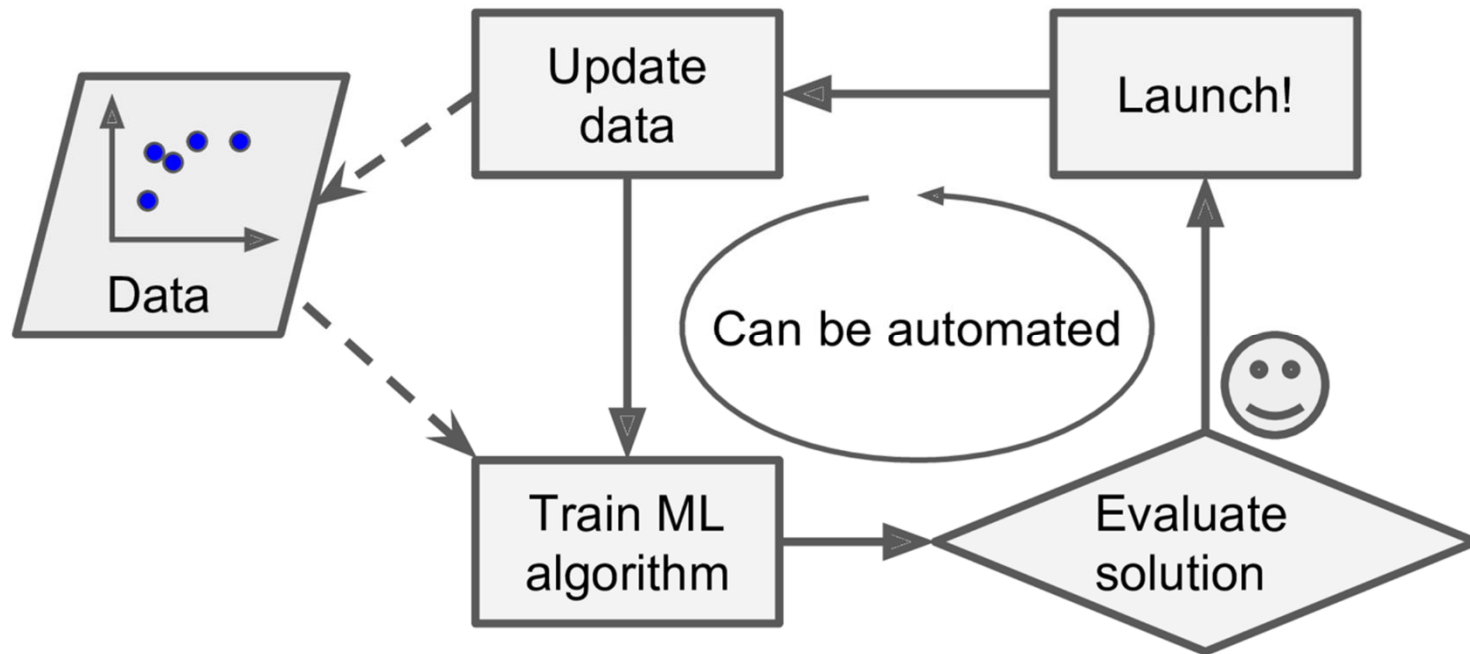 Update
data
Launch!
Data
Can be automated
Train ML
algorithm
Evaluate
solution